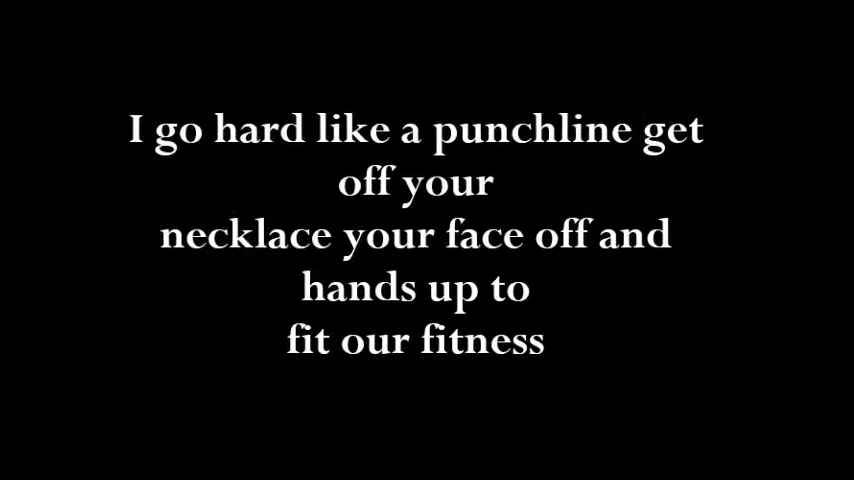 I go hard like a punchline get
off your
necklace your face off and
hands up to
fit our fitness